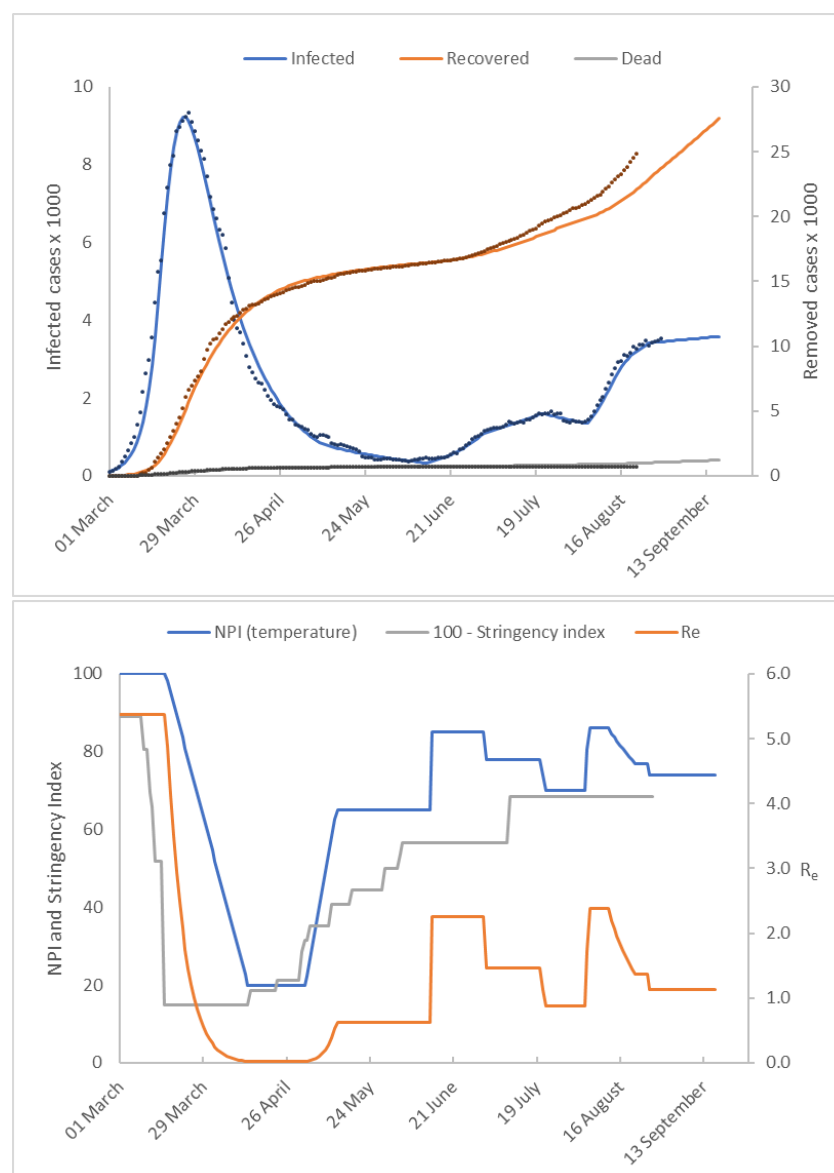 Infected Recovered Dead
10 30
8 25
6 20
4 15
2 10
0 5
0
Infected cases x 1000
Removed cases x 1000
01 March 29 March 26 April 24 May 21 June 19 July 16 August 13 September
NPI (temperature) 100 - Stringency index Re
100 6.0
80 5.0
60 4.0
40 3.0
20 2.0
0 1.0
0.0
NPI and Stringency Index
Re
01 March 29 March 26 April 24 May 21 June 19 July 16 August 13 September